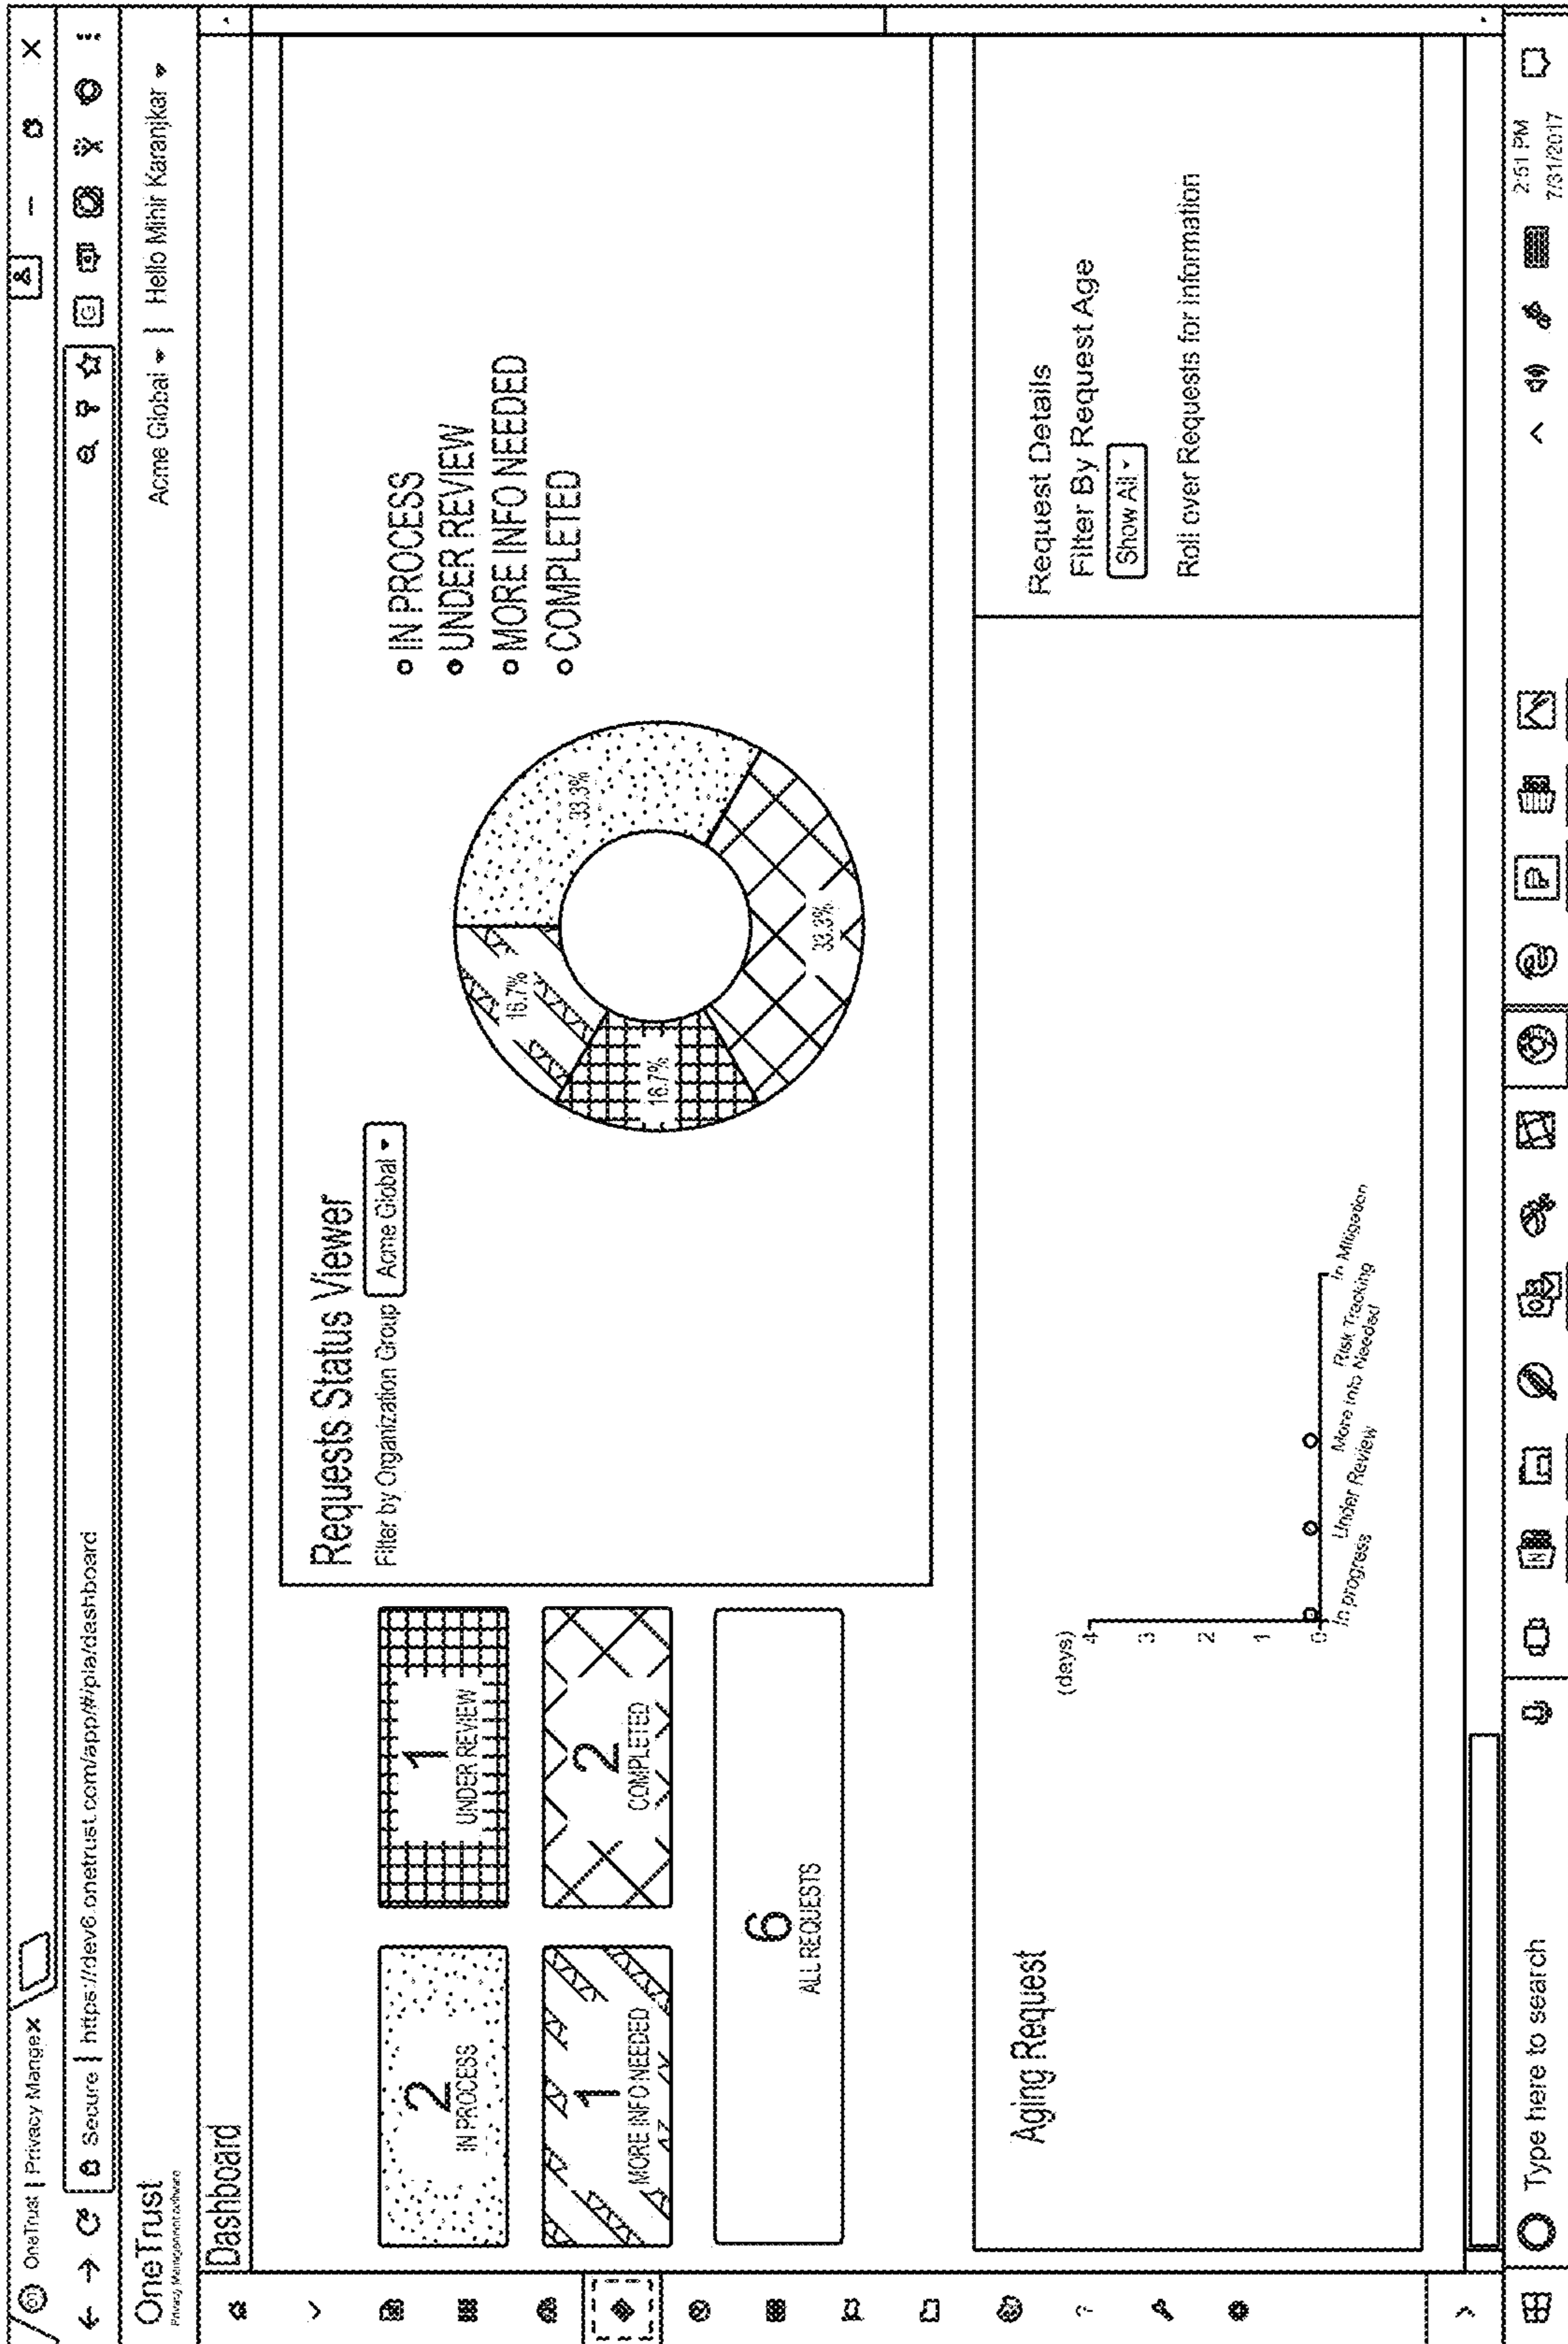 OneTrust | Privacy Mange X
Secure | https://dev6.onetrust.com/app/#/pia/dashboard
OneTrust
Privacy Management software
Acme Global | Hello Mihir Karanjkar
Dashboard
2
IN PROCESS
1
UNDER REVIEW
1
MORE INFO NEEDED
2
COMPLETED
6
ALL REQUESTS
Requests Status Viewer
Filter by Organization Group Acme Global
16.7%
33.3%
16.7%
33.3%
IN PROCESS
UNDER REVIEW
MORE INFO NEEDED
COMPLETED
Aging Request
(days)
4
3
2
1
0
In progress
Under Review
More Info Needed
Risk Tracking
In Mitigation
Request Details
Filter By Request Age
Show All
Roll over Requests for information
Type here to search
2:51 PM
7/31/2017